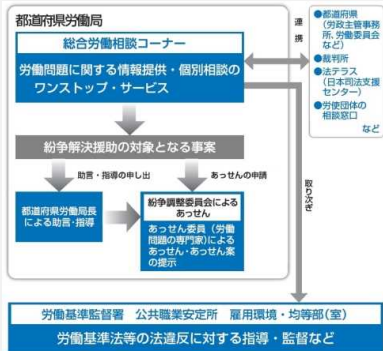 都道府県労働局
総合労働相談コーナー
労働問題に関する情報提供・個別相談の
ワンストップ・サービス
連携
●都道府県
(労政主管事務
所、労働委員会
など)
●裁判所
●法テラス
(日本司法支援
センター)
●労使団体の
相談窓口
など
紛争解決援助の対象となる事案
助言・指導の申し出
あっせんの申請
取り次ぎ
都道府県労働局長
による助言・指導
紛争調整委員会による
あっせん
あっせん委員(労働
問題の専門家)による
あっせん・あっせん案
の提示
労働基準監督署 公共職業安定所 雇用環境・均等部(室)
労働基準法等の法違反に対する指導・監督など